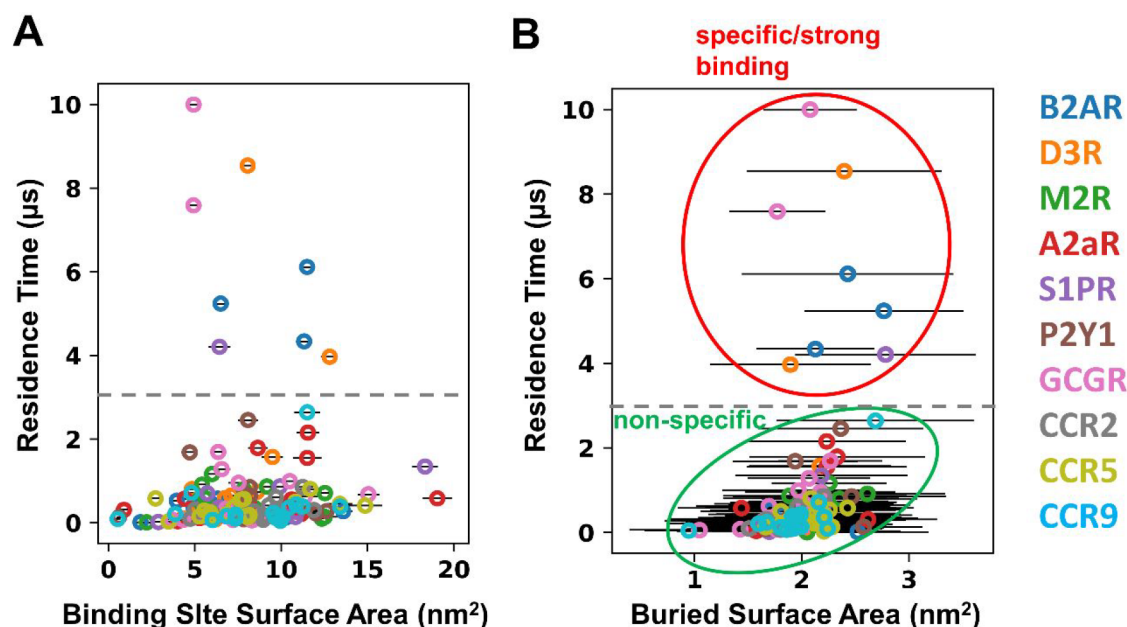 A
B
specific/strong
binding
Residence Time (µs)
10
8
6
4
2
0
0
5
10
15
20
Binding SIte Surface Area (nm²)
Residence Time (µs)
10
8
6
4
2
0
non-specific
1
2
3
Buried Surface Area (nm²)
B2AR
D3R
M2R
A2aR
S1PR
P2Y1
GCGR
CCR2
CCR5
CCR9